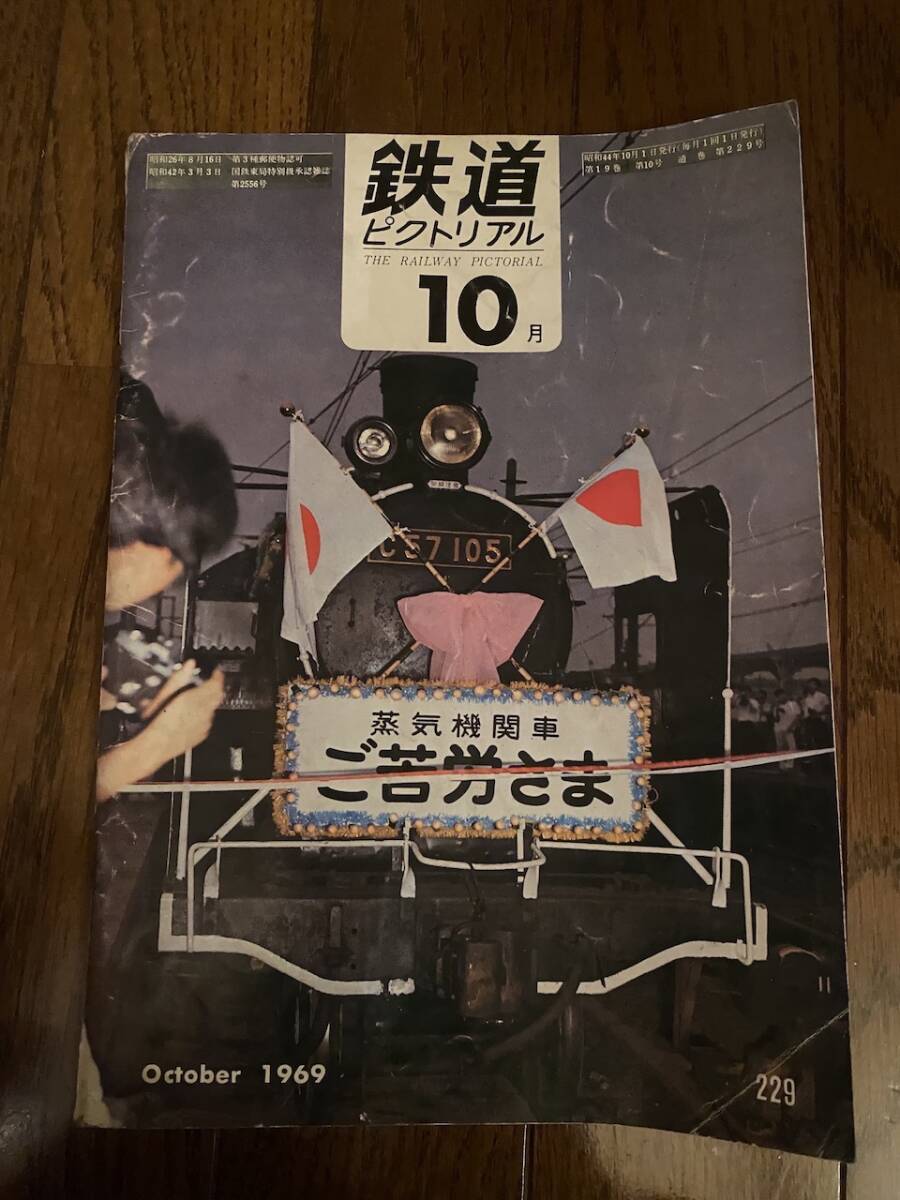 昭和26年8月16日 第3種郵便物認可
昭和42年3月3日 国鉄東局特別扱承認雑誌
第2556号
鉄道
ピクトリアル
THE RAILWAY PICTORIAL
10月
昭和44年10月1日発行(毎月1回1日発行)
第19巻 第10号 通巻 第229号
C57105
蒸気機関車
ご苦労さま
October 1969
229